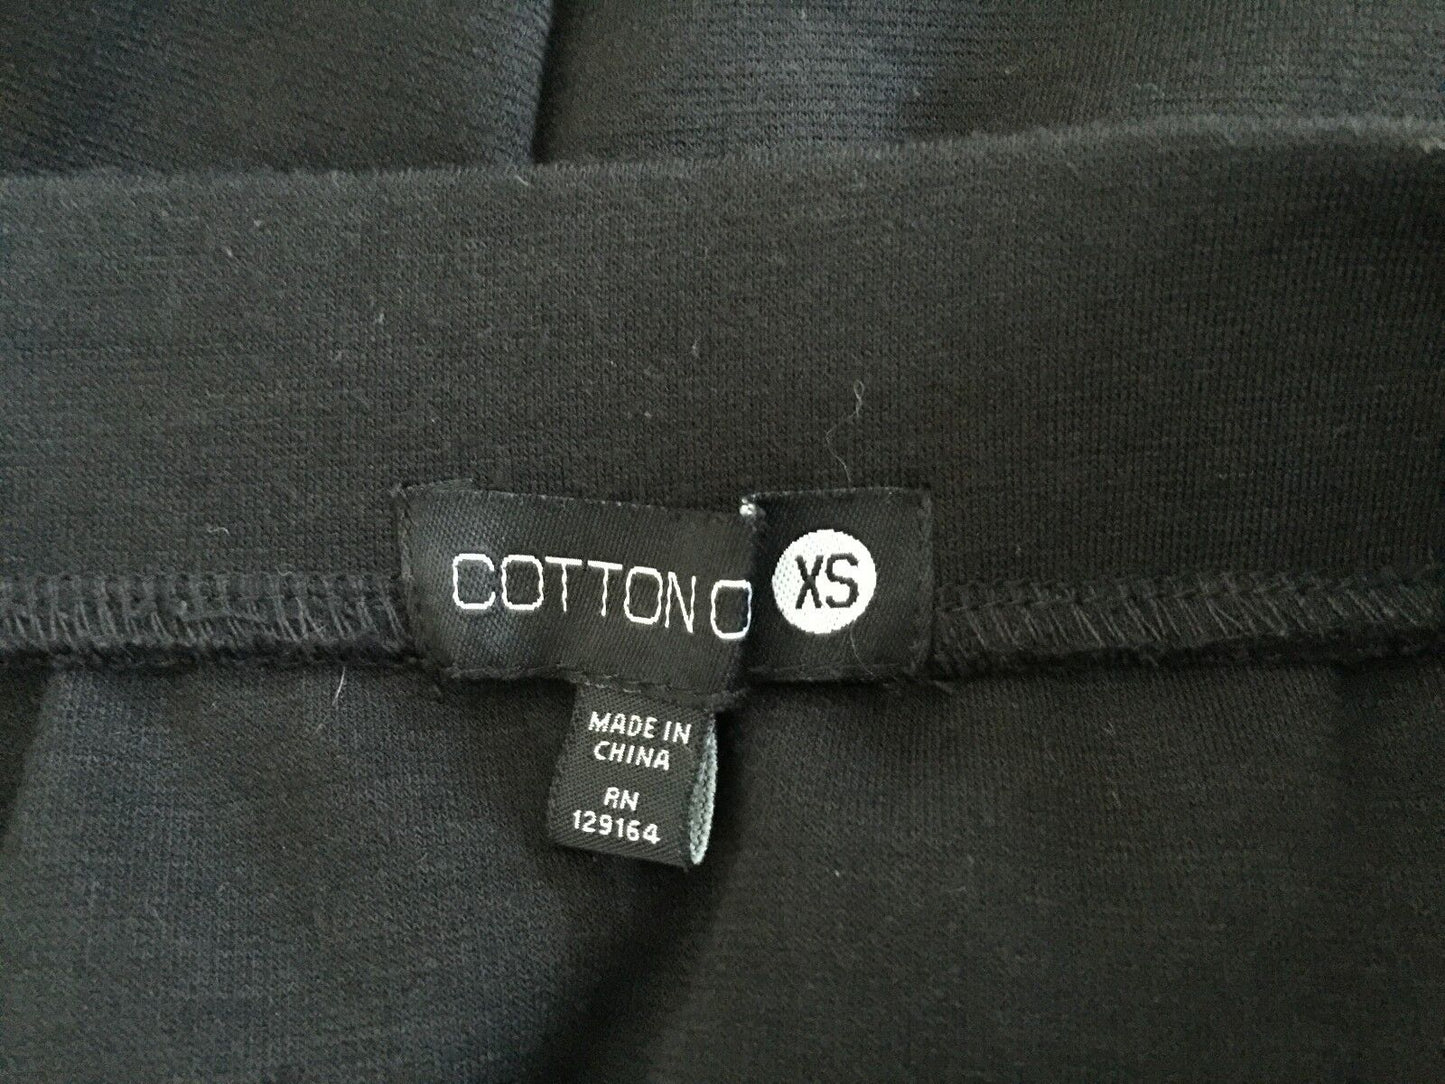 COTTON O
XS
MADE IN
CHINA
RN
129164